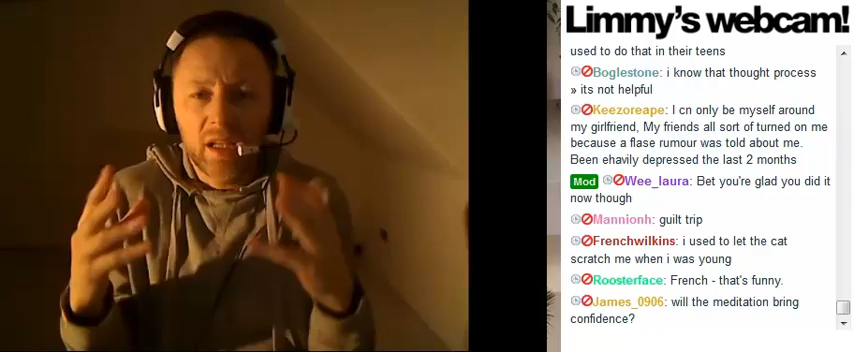 Limmy's webcam!
used to do that in their teens
Boglestone: i know that thought process
» its not helpful
Keezoreape: I cn only be myself around
my girlfriend, My friends all sort of turned on me
because a flase rumour was told about me.
Been ehavily depressed the last 2 months
Mod Wee_laura: Bet you're glad you did it
now though
Mannionh: guilt trip
Frenchwilkins: i used to let the cat
scratch me when i was young
Roosterface: French - that's funny.
James_0906: will the meditation bring
confidence?